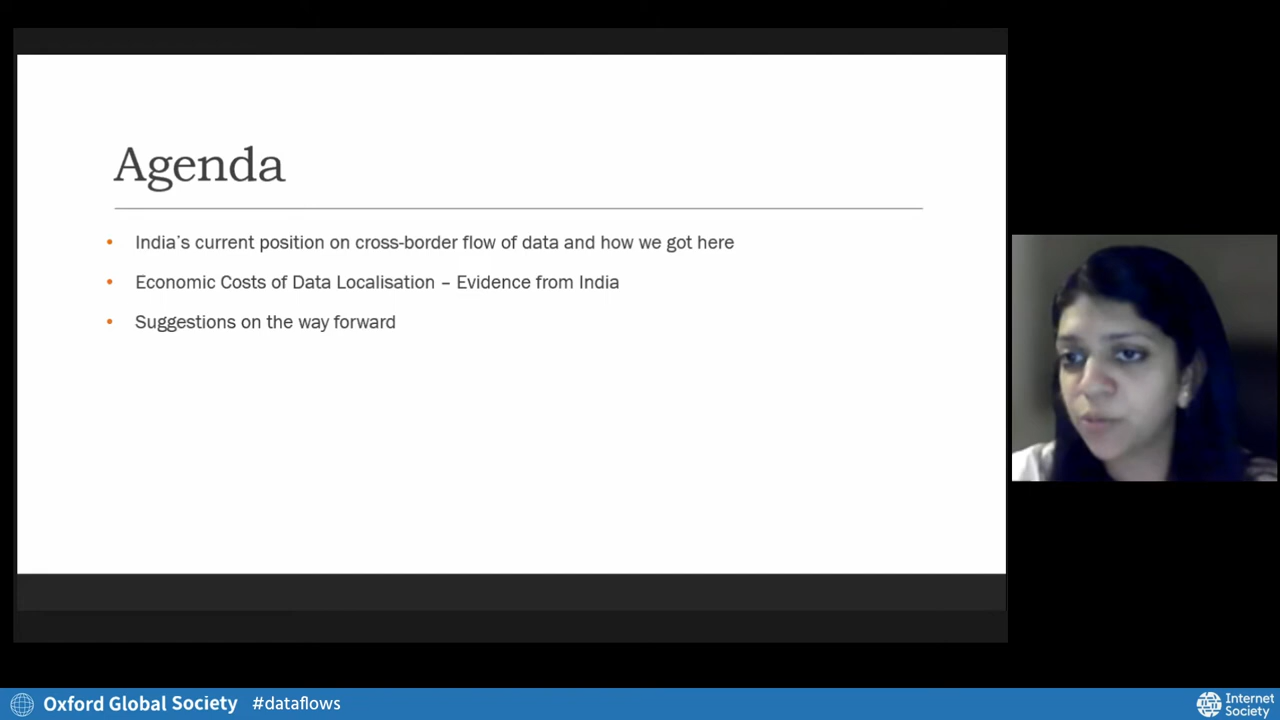 Agenda
• India's current position on cross-border flow of data and how we got here
• Economic Costs of Data Localisation – Evidence from India
• Suggestions on the way forward
Oxford Global Society #dataflows
Internet
Society